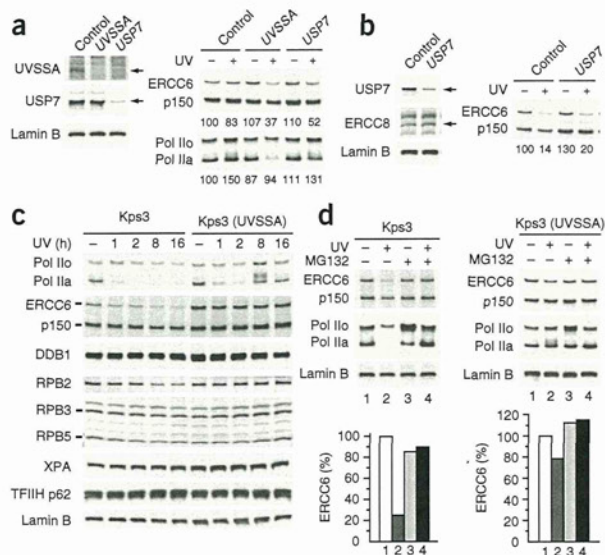 a
Control
UVSSA
USP7
UVSSA
USP7
Lamin B
Control UVSSA USP7
UV – + – + – +
ERCC6
p150
100 83 107 37 110 52
Pol IIo
Pol IIa
100 150 87 94 111 131
b
Control
USP7
USP7
ERCC8
Lamin B
Control USP7
UV – + – +
ERCC6
p150
100 14 130 20
c
Kps3 Kps3 (UVSSA)
UV (h) – 1 2 8 16 – 1 2 8 16
Pol IIo
Pol IIa
ERCC6
p150
DDB1
RPB2
RPB3
RPB5
XPA
TFIIH p62
Lamin B
d
Kps3
UV – + – +
MG132 – – + +
ERCC6
p150
Pol IIo
Pol IIa
Lamin B
1 2 3 4
ERCC6 (%)
100
80
60
40
20
0
1 2 3 4
Kps3 (UVSSA)
UV – + – +
MG132 – – + +
ERCC6
p150
Pol IIo
Pol IIa
Lamin B
1 2 3 4
ERCC6 (%)
120
100
80
60
40
20
0
1 2 3 4